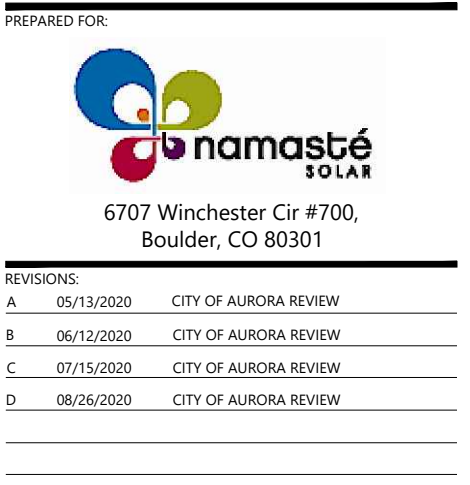 PREPARED FOR:
namasté
SOLAR
6707 Winchester Cir #700,
Boulder, CO 80301
REVISIONS:
A 05/13/2020 CITY OF AURORA REVIEW
B 06/12/2020 CITY OF AURORA REVIEW
C 07/15/2020 CITY OF AURORA REVIEW
D 08/26/2020 CITY OF AURORA REVIEW